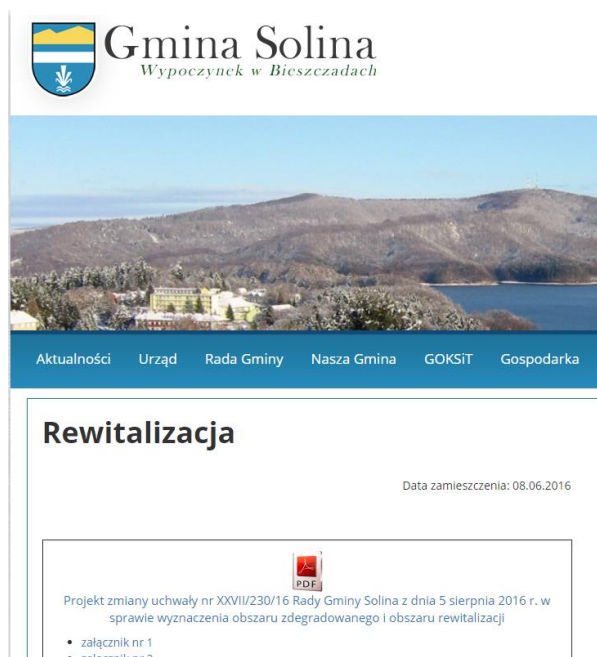 Gmina Solina
Wypoczynek w Bieszczadach
Aktualności Urząd Rada Gminy Nasza Gmina GOKSiT Gospodarka
Rewitalizacja
Data zamieszczenia: 08.06.2016
PDF
Projekt zmiany uchwały nr XXVII/230/16 Rady Gminy Solina z dnia 5 sierpnia 2016 r. w
sprawie wyznaczenia obszaru zdegradowanego i obszaru rewitalizacji
załącznik nr 1